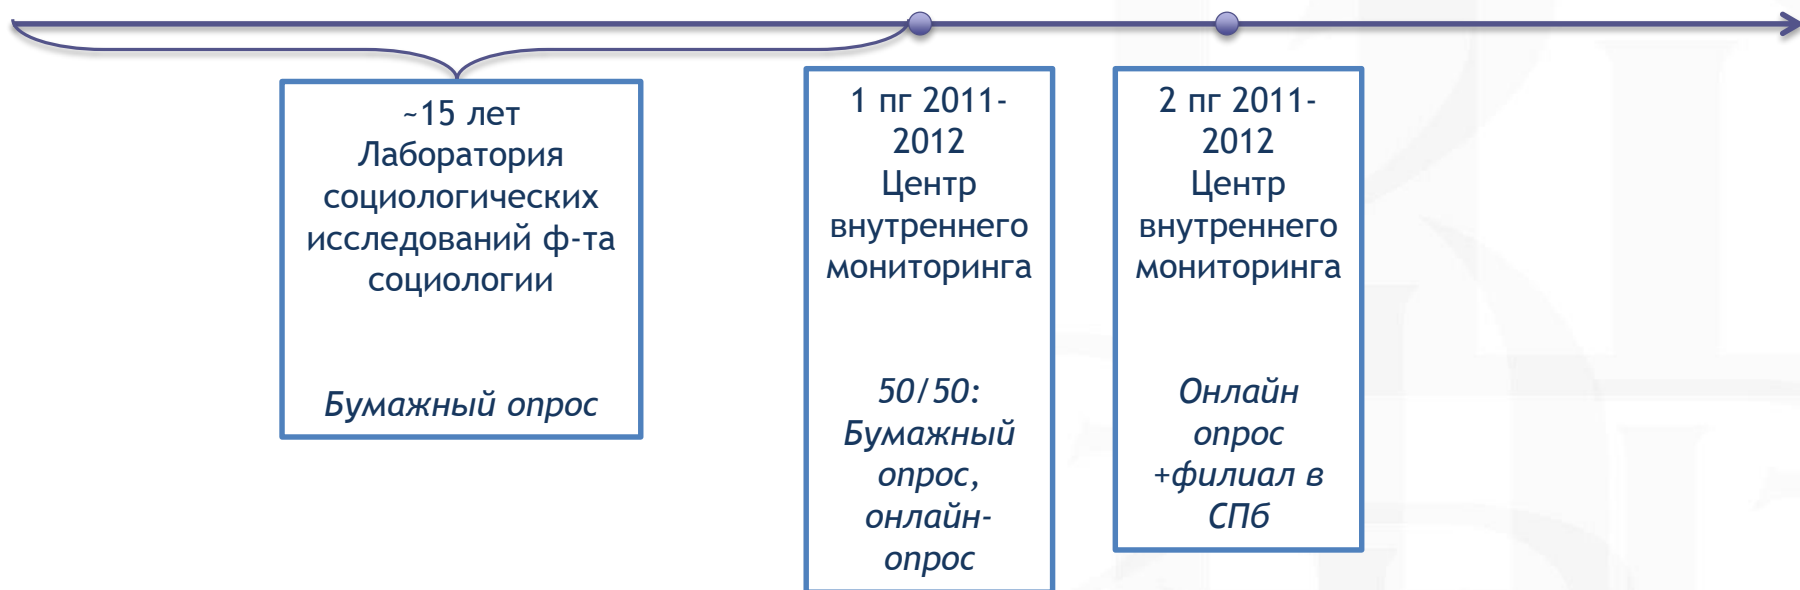 ~15 лет
Лаборатория
социологических
исследований ф-та
социологии
Бумажный опрос
1 пг 2011-
2012
Центр
внутреннего
мониторинга
50/50:
Бумажный
опрос,
онлайн-
опрос
2 пг 2011-
2012
Центр
внутреннего
мониторинга
Онлайн
опрос
+филиал в
СПб